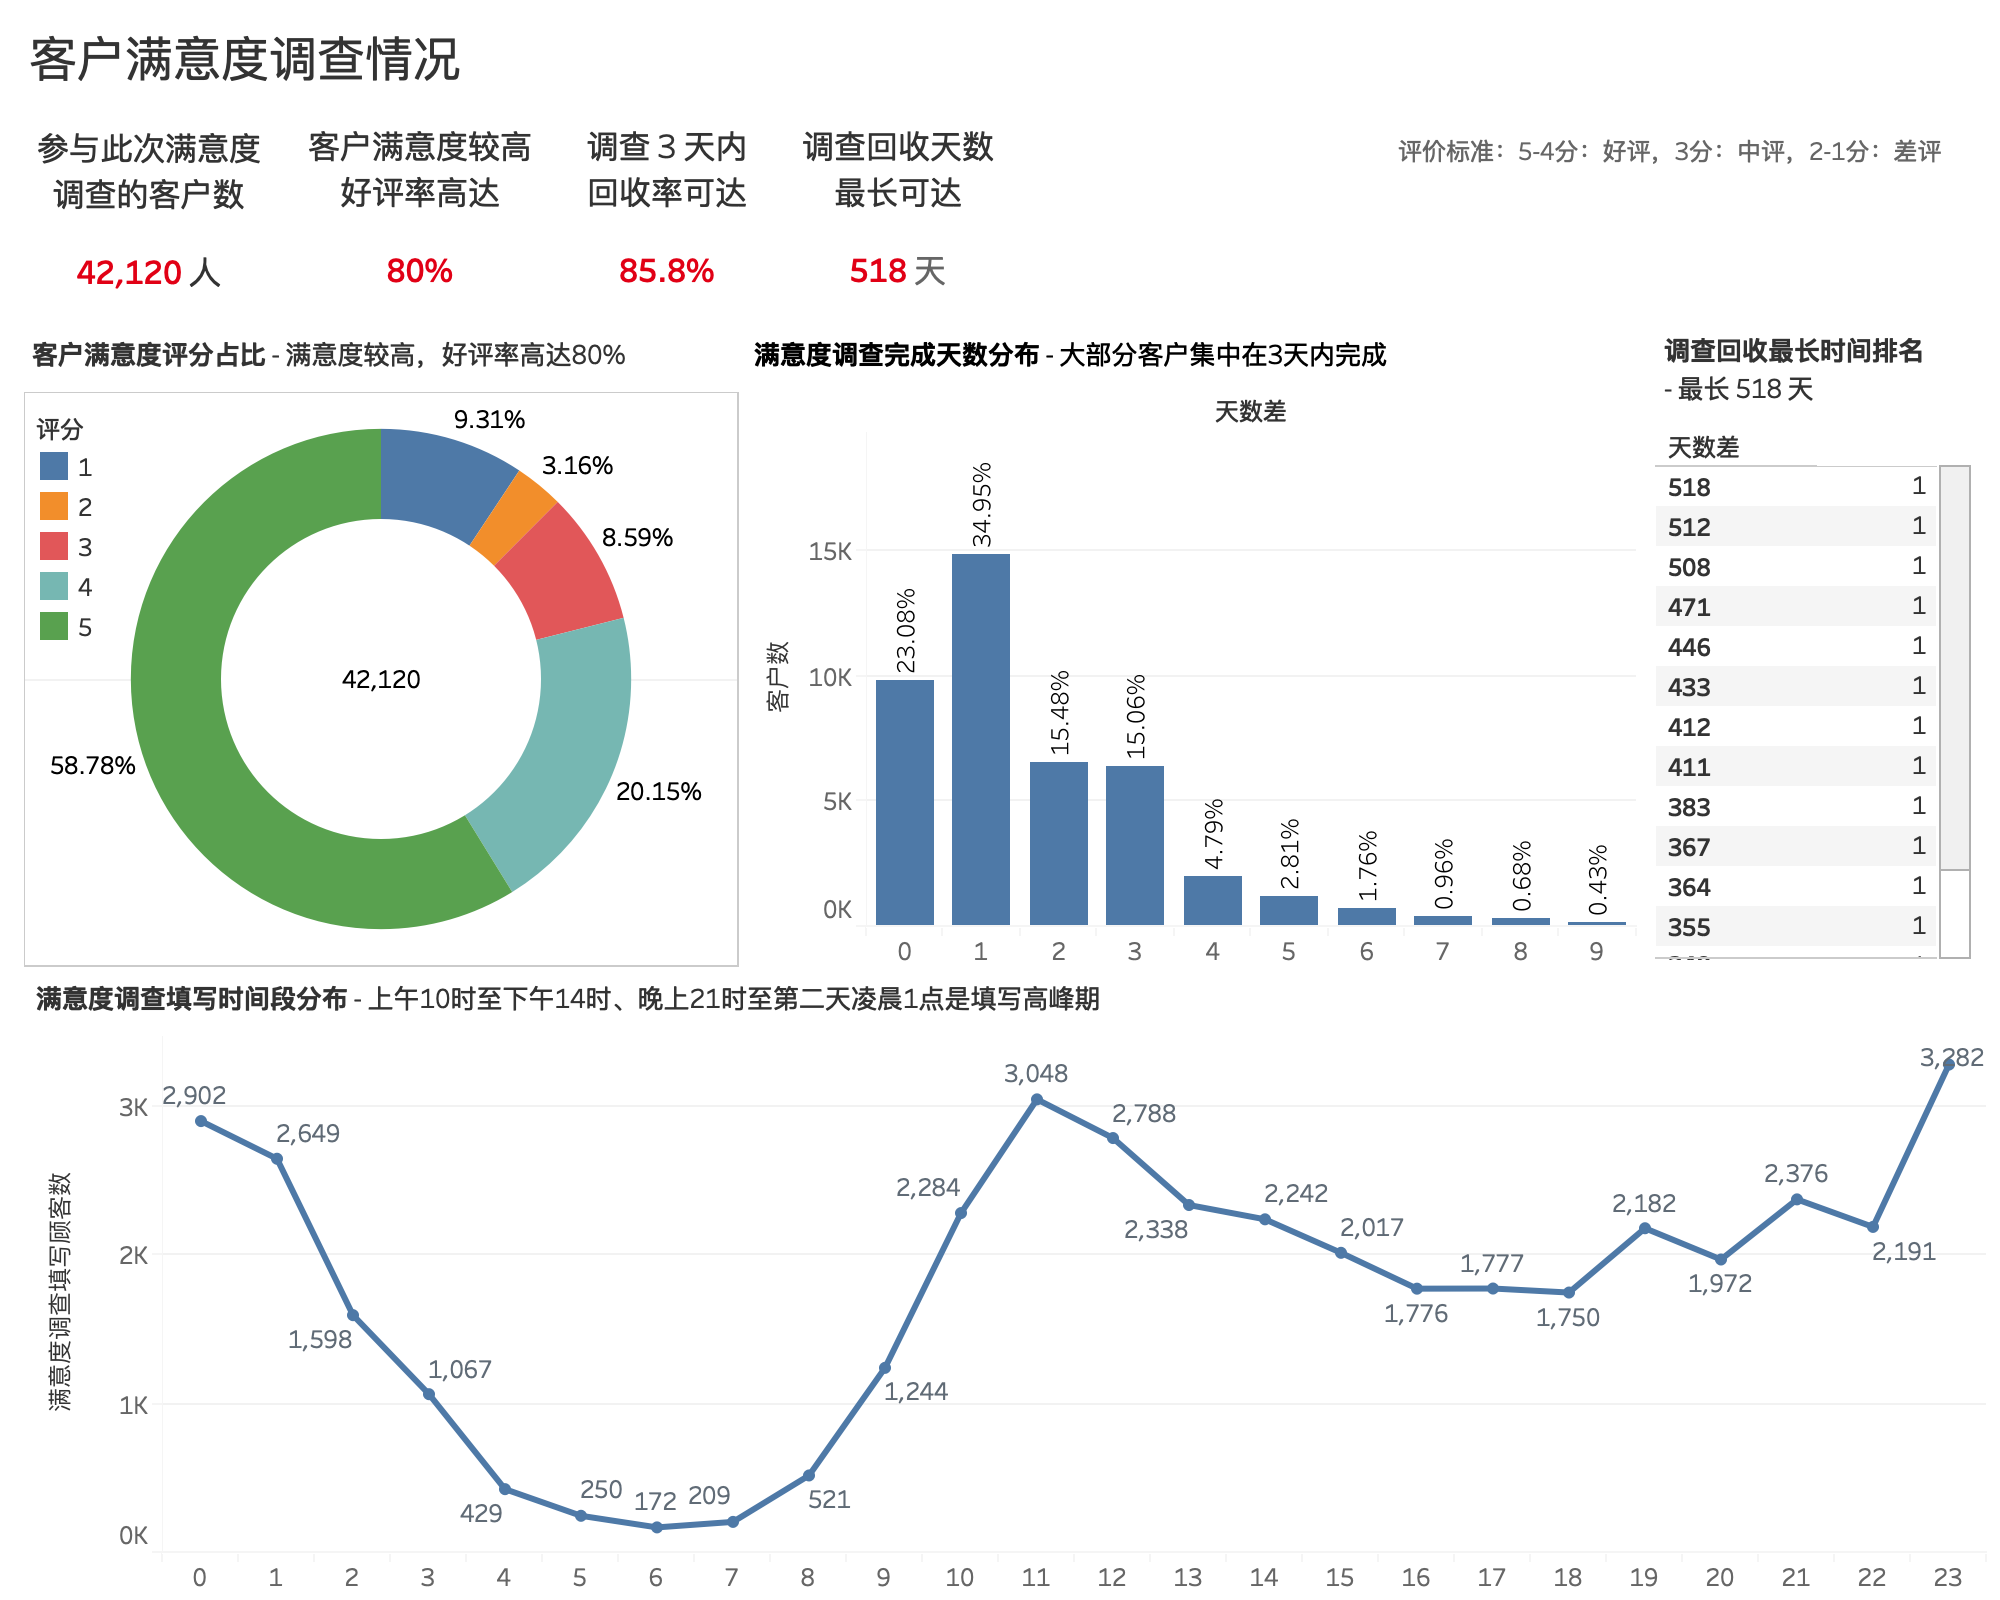 客户满意度调查情况
参与此次满意度
调查的客户数
42,120 人
客户满意度较高
好评率高达
80%
调查 3 天内
回收率可达
85.8%
调查回收天数
最长可达
518 天
评价标准：5-4分：好评，3分：中评，2-1分：差评
客户满意度评分占比 - 满意度较高，好评率高达80%
评分
1
2
3
4
5
9.31%
3.16%
8.59%
20.15%
58.78%
42,120
满意度调查完成天数分布 - 大部分客户集中在3天内完成
天数差
客户数
15K
10K
5K
0K
23.08%
34.95%
15.48%
15.06%
4.79%
2.81%
1.76%
0.96%
0.68%
0.43%
0 1 2 3 4 5 6 7 8 9
调查回收最长时间排名
- 最长 518 天
天数差
518 1
512 1
508 1
471 1
446 1
433 1
412 1
411 1
383 1
367 1
364 1
355 1
满意度调查填写时间段分布 - 上午10时至下午14时、晚上21时至第二天凌晨1点是填写高峰期
满意度调查填写顾客数
3K
2K
1K
0K
2,902
2,649
1,598
1,067
429
250
172
209
521
1,244
2,284
3,048
2,788
2,338
2,242
2,017
1,776
1,777
1,750
2,182
1,972
2,376
2,191
3,282
0 1 2 3 4 5 6 7 8 9 10 11 12 13 14 15 16 17 18 19 20 21 22 23